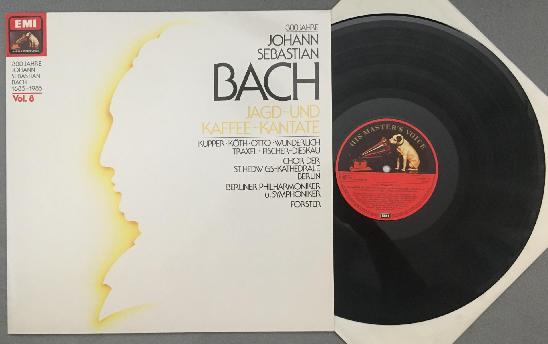 EMI
300 JAHRE
JOHANN
SEBASTIAN
BACH
1685-1985
Vol. 8
300 JAHRE
JOHANN
SEBASTIAN
BACH
JAGD-UND
KAFFEE-KANTATE
KUPPER·KÖTH·OTTO·WUNDERLICH
TRAXEL·FISCHER-DIESKAU
CHOR DER
ST.HEDWIGS-KATHEDRALE
BERLIN
BERLINER PHILHARMONIKER
u.SYMPHONIKER
FORSTER
HIS MASTER'S VOICE
EMI